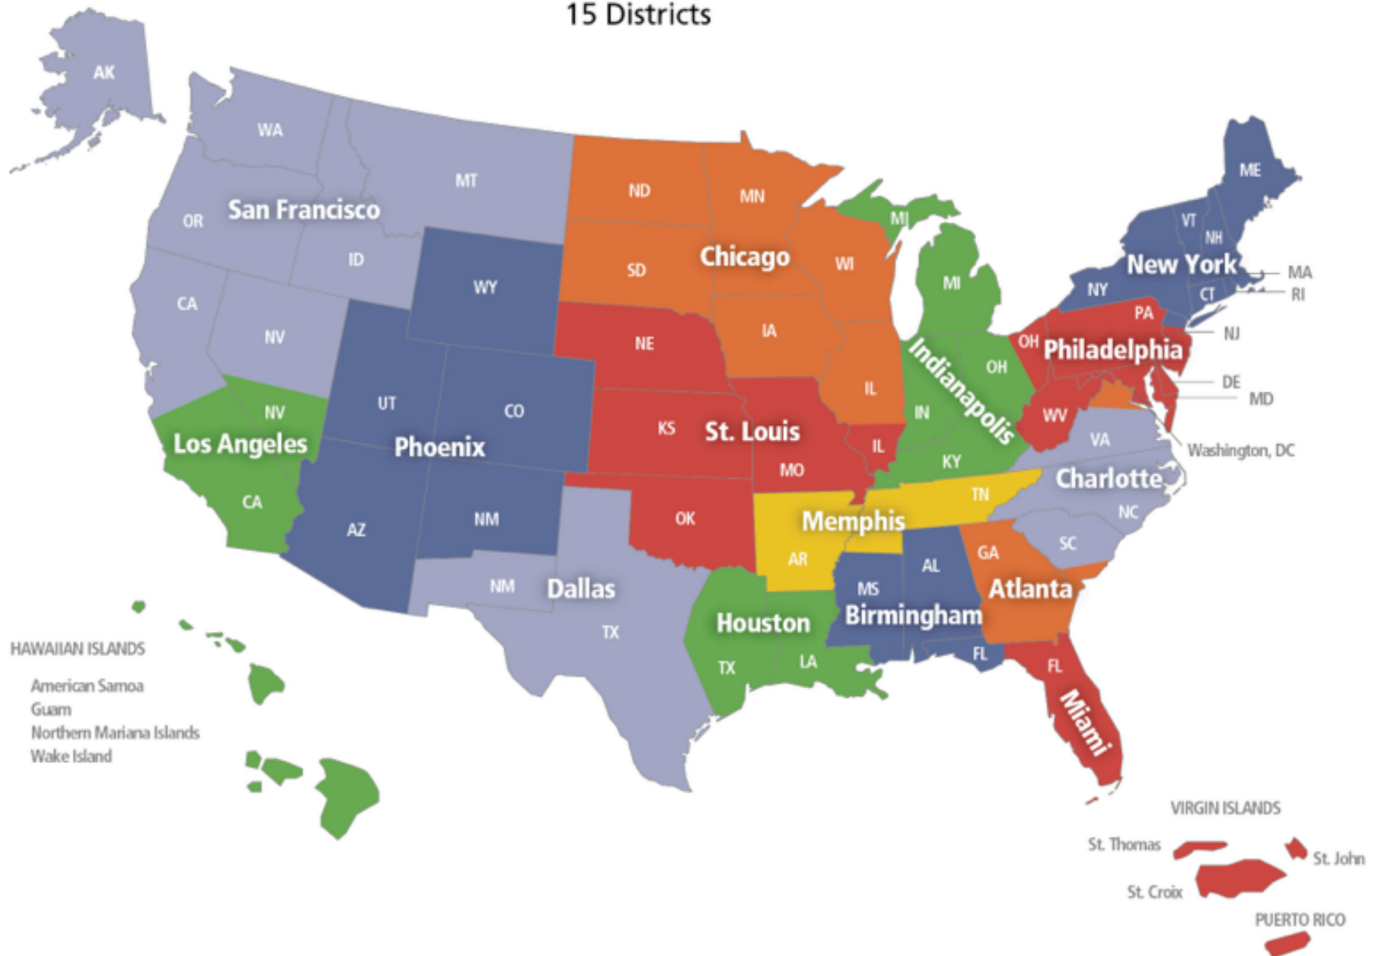 15 Districts
AK
WA
MT
OR
San Francisco
ID
CA
NV
ND
MN
SD
Chicago
WI
MI
MI
WY
IA
NE
IL
UT
CO
KS
St. Louis
MO
IL
Phoenix
NV
Los Angeles
CA
AZ
NM
NM
Dallas
TX
OK
Indianapolis
OH
IN
KY
OH
PA
Philadelphia
WV
ME
VT
NH
New York
NY
CT
MA
RI
NJ
DE
MD
Washington, DC
VA
Charlotte
NC
SC
TN
Memphis
AR
MS
AL
GA
Atlanta
Birmingham
FL
FL
Miami
Houston
TX
LA
HAWAIIAN ISLANDS
American Samoa
Guam
Northern Mariana Islands
Wake Island
VIRGIN ISLANDS
St. Thomas
St. John
St. Croix
PUERTO RICO